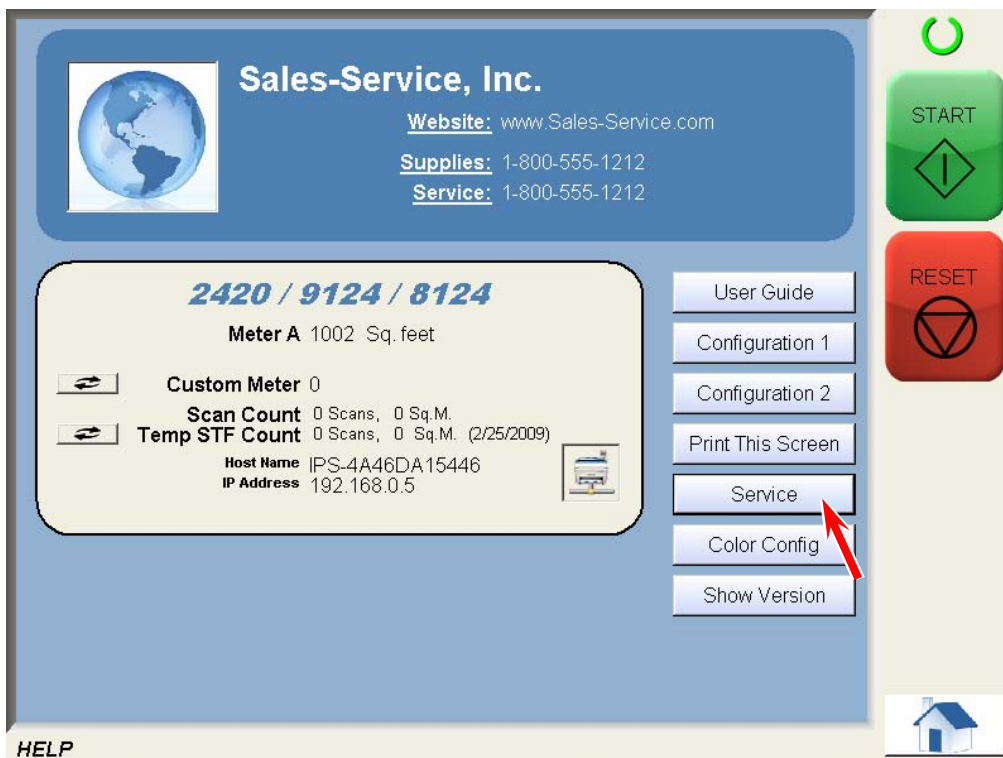 Sales-Service, Inc.
Website: www.Sales-Service.com
Supplies: 1-800-555-1212
Service: 1-800-555-1212
START
RESET
2420 / 9124 / 8124
Meter A 1002 Sq. feet
Custom Meter 0
Scan Count 0 Scans, 0 Sq.M.
Temp STF Count 0 Scans, 0 Sq.M. (2/25/2009)
Host Name IPS-4A46DA15446
IP Address 192.168.0.5
User Guide
Configuration 1
Configuration 2
Print This Screen
Service
Color Config
Show Version
HELP